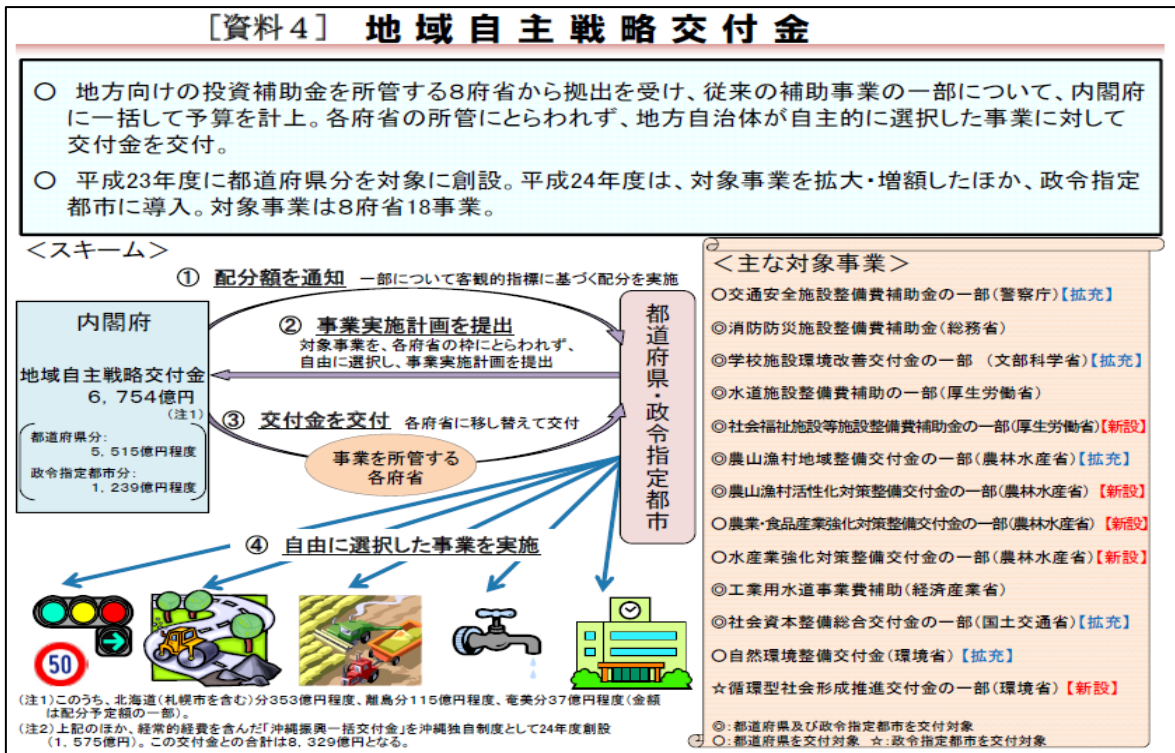 [資料4] 地域自主戦略交付金
○ 地方向けの投資補助金を所管する8府省から拠出を受け、従来の補助事業の一部について、内閣府
に一括して予算を計上。各府省の所管にとらわれず、地方自治体が自主的に選択した事業に対して
交付金を交付。
○ 平成23年度に都道府県分を対象に創設。平成24年度は、対象事業を拡大・増額したほか、政令指定
都市に導入。対象事業は8府省18事業。
<スキーム>
① 配分額を通知 一部について客観的指標に基づく配分を実施
内閣府
地域自主戦略交付金
6,754億円
(注1)
都道府県分:
5,515億円程度
政令指定都市分:
1,239億円程度
② 事業実施計画を提出
対象事業を、各府省の枠にとらわれず、
自由に選択し、事業実施計画を提出
③ 交付金を交付 各府省に移し替えて交付
事業を所管する
各府省
都道府県・政令指定都市
④ 自由に選択した事業を実施
50
(注1)このうち、北海道(札幌市を含む)分353億円程度、離島分115億円程度、奄美分37億円程度(金額
は配分予定額の一部)。
(注2)上記のほか、経常的経費を含んだ「沖縄振興一括交付金」を沖縄独自制度として24年度創設
(1,575億円)。この交付金との合計は8,329億円となる。
<主な対象事業>
○交通安全施設整備費補助金の一部(警察庁)【拡充】
◎消防防災施設整備費補助金(総務省)
◎学校施設環境改善交付金の一部 (文部科学省)【拡充】
◎水道施設整備費補助の一部(厚生労働省)
◎社会福祉施設等施設整備費補助金の一部(厚生労働省)【新設】
◎農山漁村地域整備交付金の一部(農林水産省)【拡充】
◎農山漁村活性化対策整備交付金の一部(農林水産省)【新設】
○農業・食品産業強化対策整備交付金の一部(農林水産省)【新設】
○水産業強化対策整備交付金の一部(農林水産省)【新設】
◎工業用水道事業費補助(経済産業省)
◎社会資本整備総合交付金の一部(国土交通省)【拡充】
○自然環境整備交付金(環境省)【拡充】
☆循環型社会形成推進交付金の一部(環境省)【新設】
◎:都道府県及び政令指定都市を交付対象
○:都道府県を交付対象 ☆:政令指定都市を交付対象